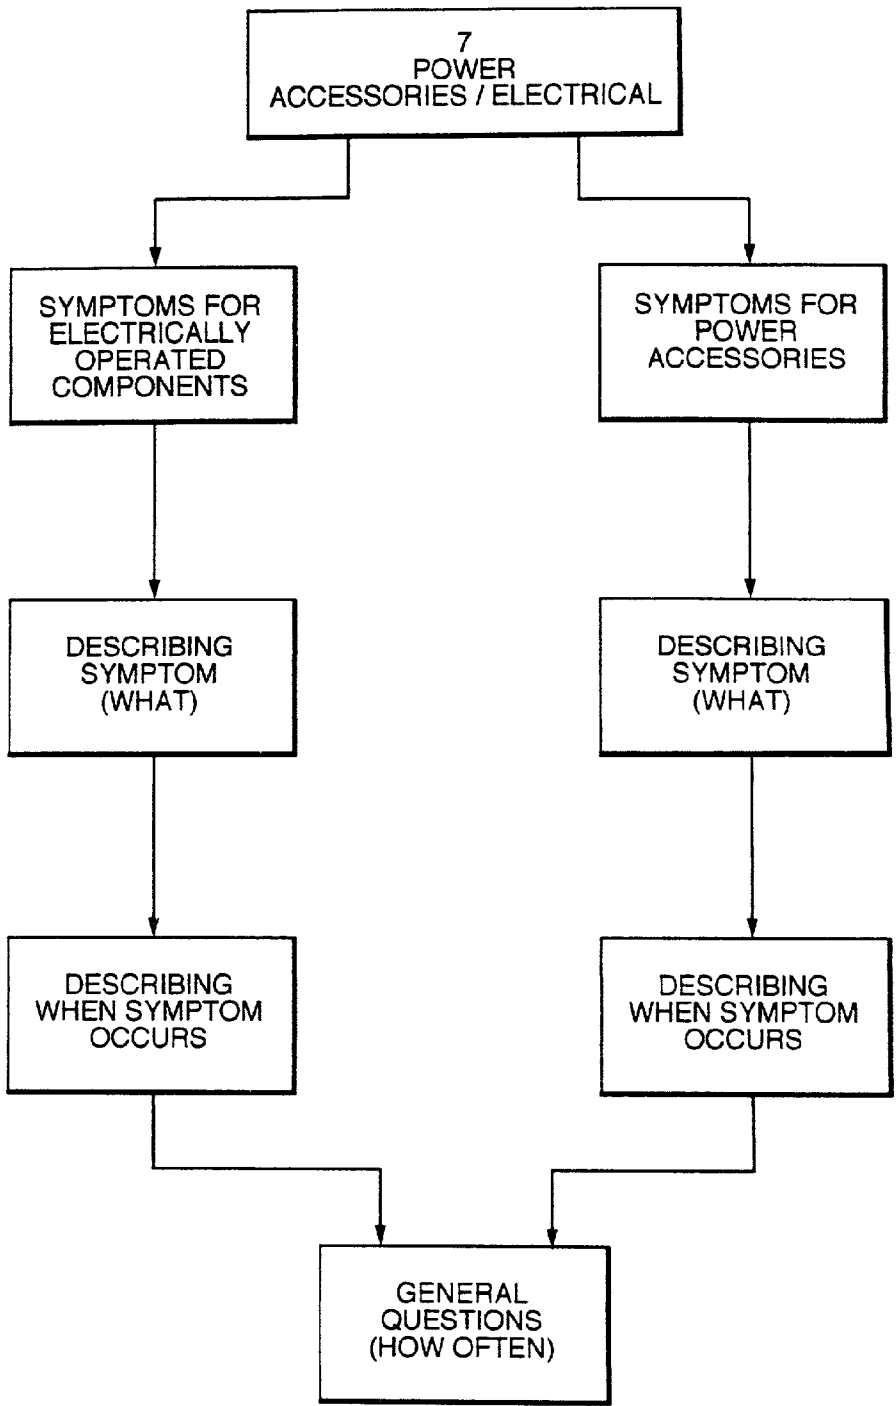 7
POWER
ACCESSORIES / ELECTRICAL
SYMPTOMS FOR
ELECTRICALLY
OPERATED
COMPONENTS
SYMPTOMS FOR
POWER
ACCESSORIES
DESCRIBING
SYMPTOM
(WHAT)
DESCRIBING
SYMPTOM
(WHAT)
DESCRIBING
WHEN SYMPTOM
OCCURS
DESCRIBING
WHEN SYMPTOM
OCCURS
GENERAL
QUESTIONS
(HOW OFTEN)